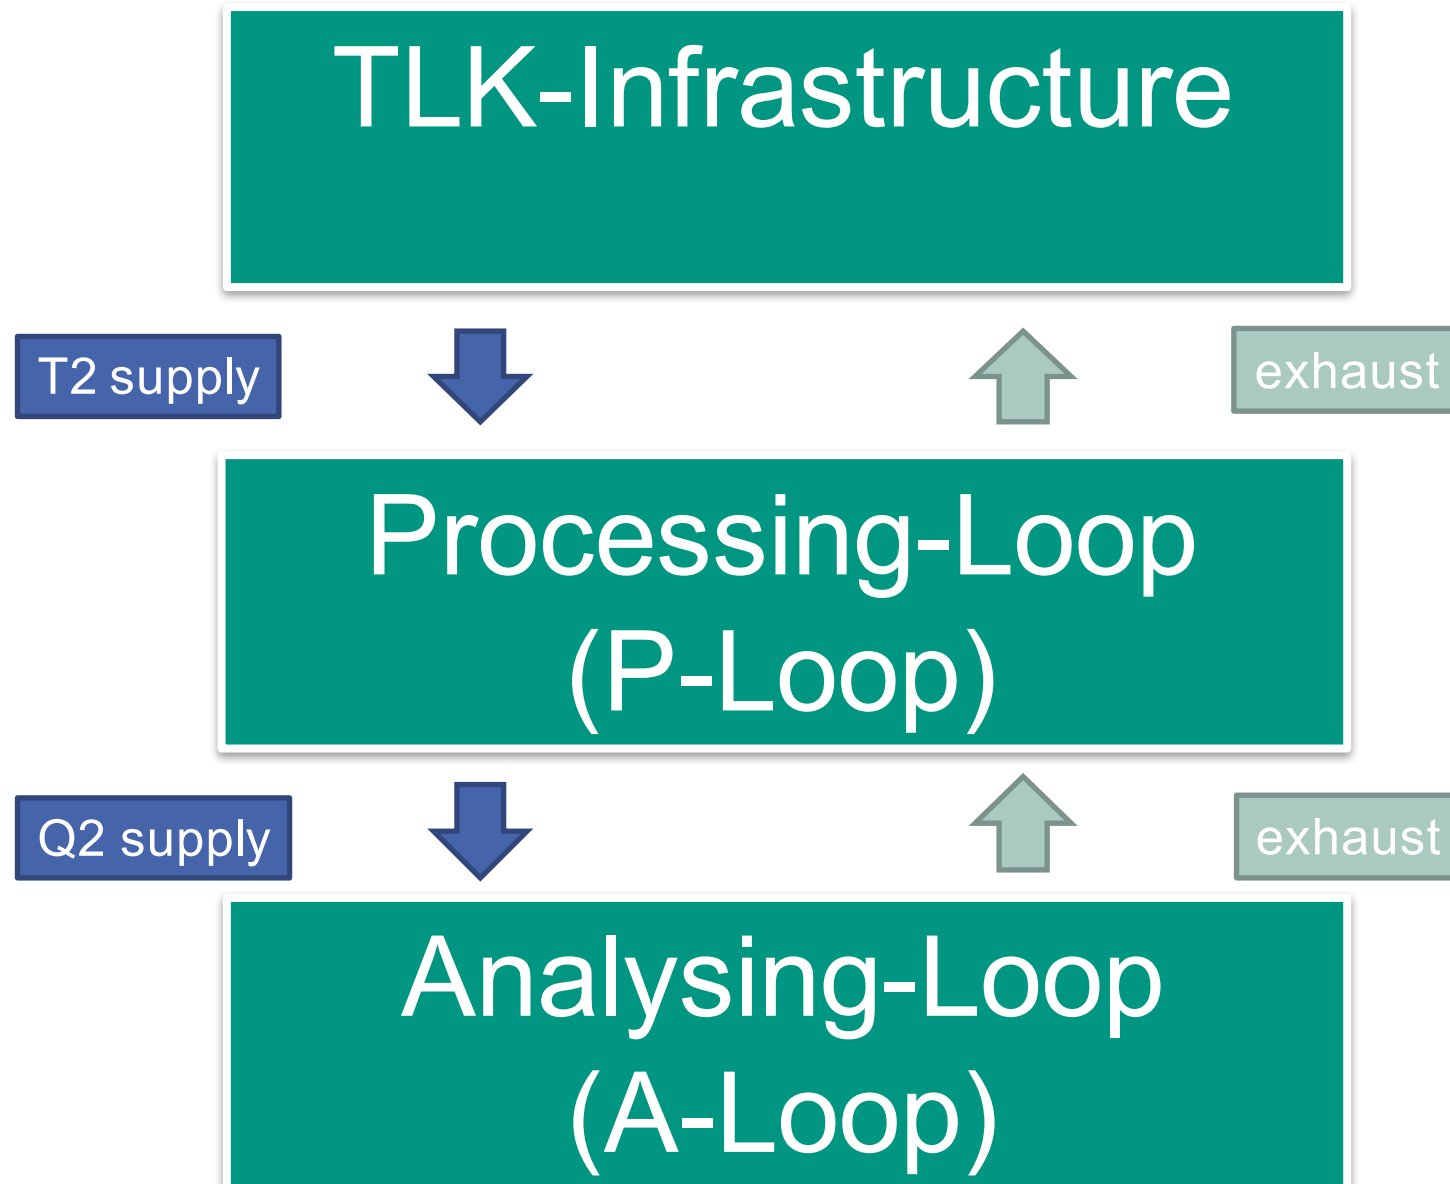 TLK-Infrastructure
T2 supply
exhaust
Processing-Loop
(P-Loop)
Q2 supply
exhaust
Analysing-Loop
(A-Loop)